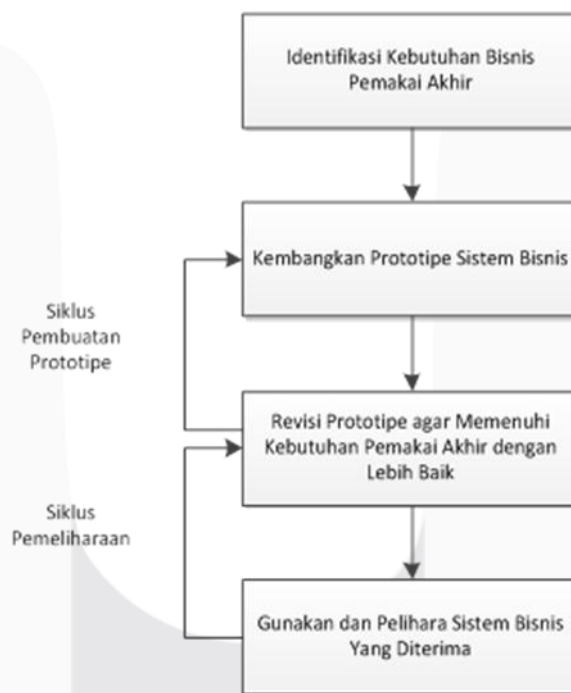 Identifikasi Kebutuhan Bisnis
Pemakai Akhir
Kembangkan Prototipe Sistem Bisnis
Siklus
Pembuatan
Prototipe
Revisi Prototipe agar Memenuhi
Kebutuhan Pemakai Akhir dengan
Lebih Baik
Siklus
Pemeliharaan
Gunakan dan Pelihara Sistem Bisnis
Yang Diterima